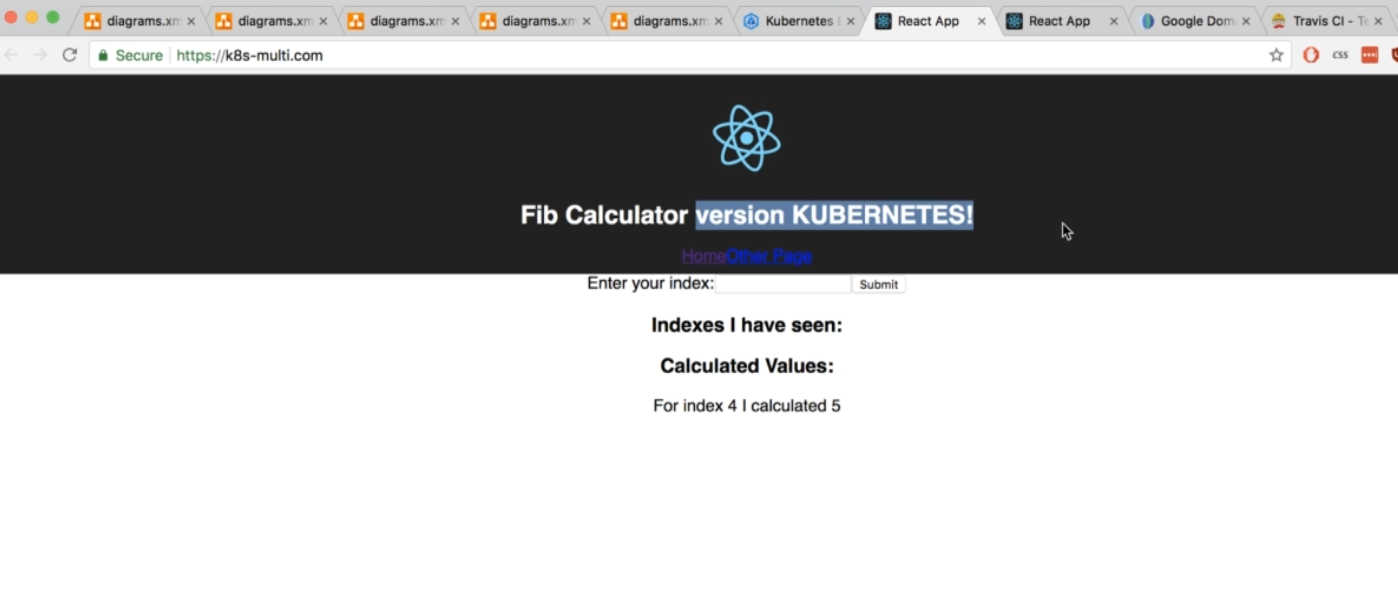 diagrams.xm diagrams.xm diagrams.xm diagrams.xm diagrams.xm Kubernetes React App React App Google Dom Travis CI - Te
Secure https://k8s-multi.com css
Fib Calculator version KUBERNETES!
HomeOther Page
Enter your index: Submit
Indexes I have seen:
Calculated Values:
For index 4 I calculated 5